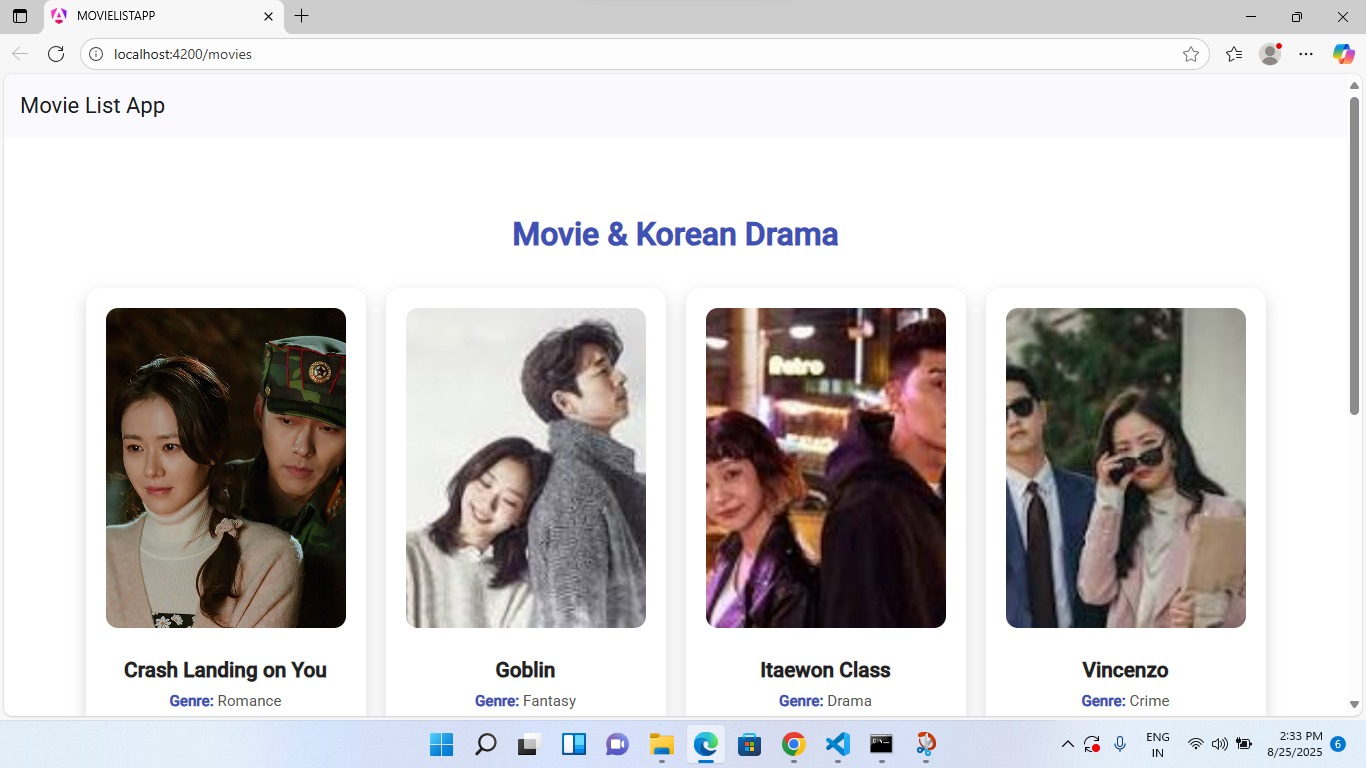 MOVIELISTAPP
localhost:4200/movies
Movie List App
Movie & Korean Drama
Retro
Crash Landing on You
Genre: Romance
Goblin
Genre: Fantasy
Itaewon Class
Genre: Drama
Vincenzo
Genre: Crime
ENG
IN
2:33 PM
8/25/2025
6